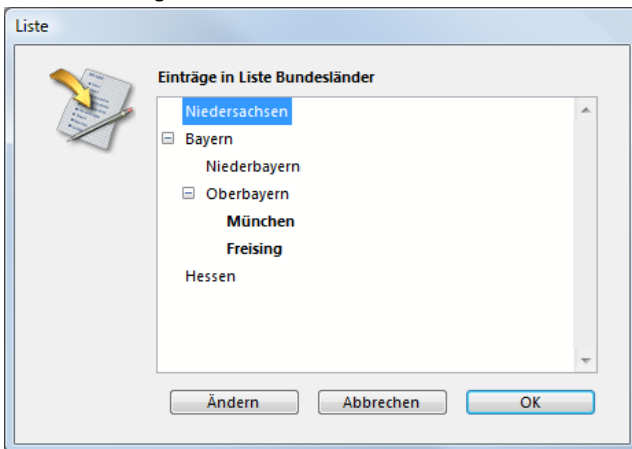 Liste
Einträge in Liste Bundesländer
Niedersachsen
Bayern
Niederbayern
Oberbayern
München
Freising
Hessen
Ändern Abbrechen OK